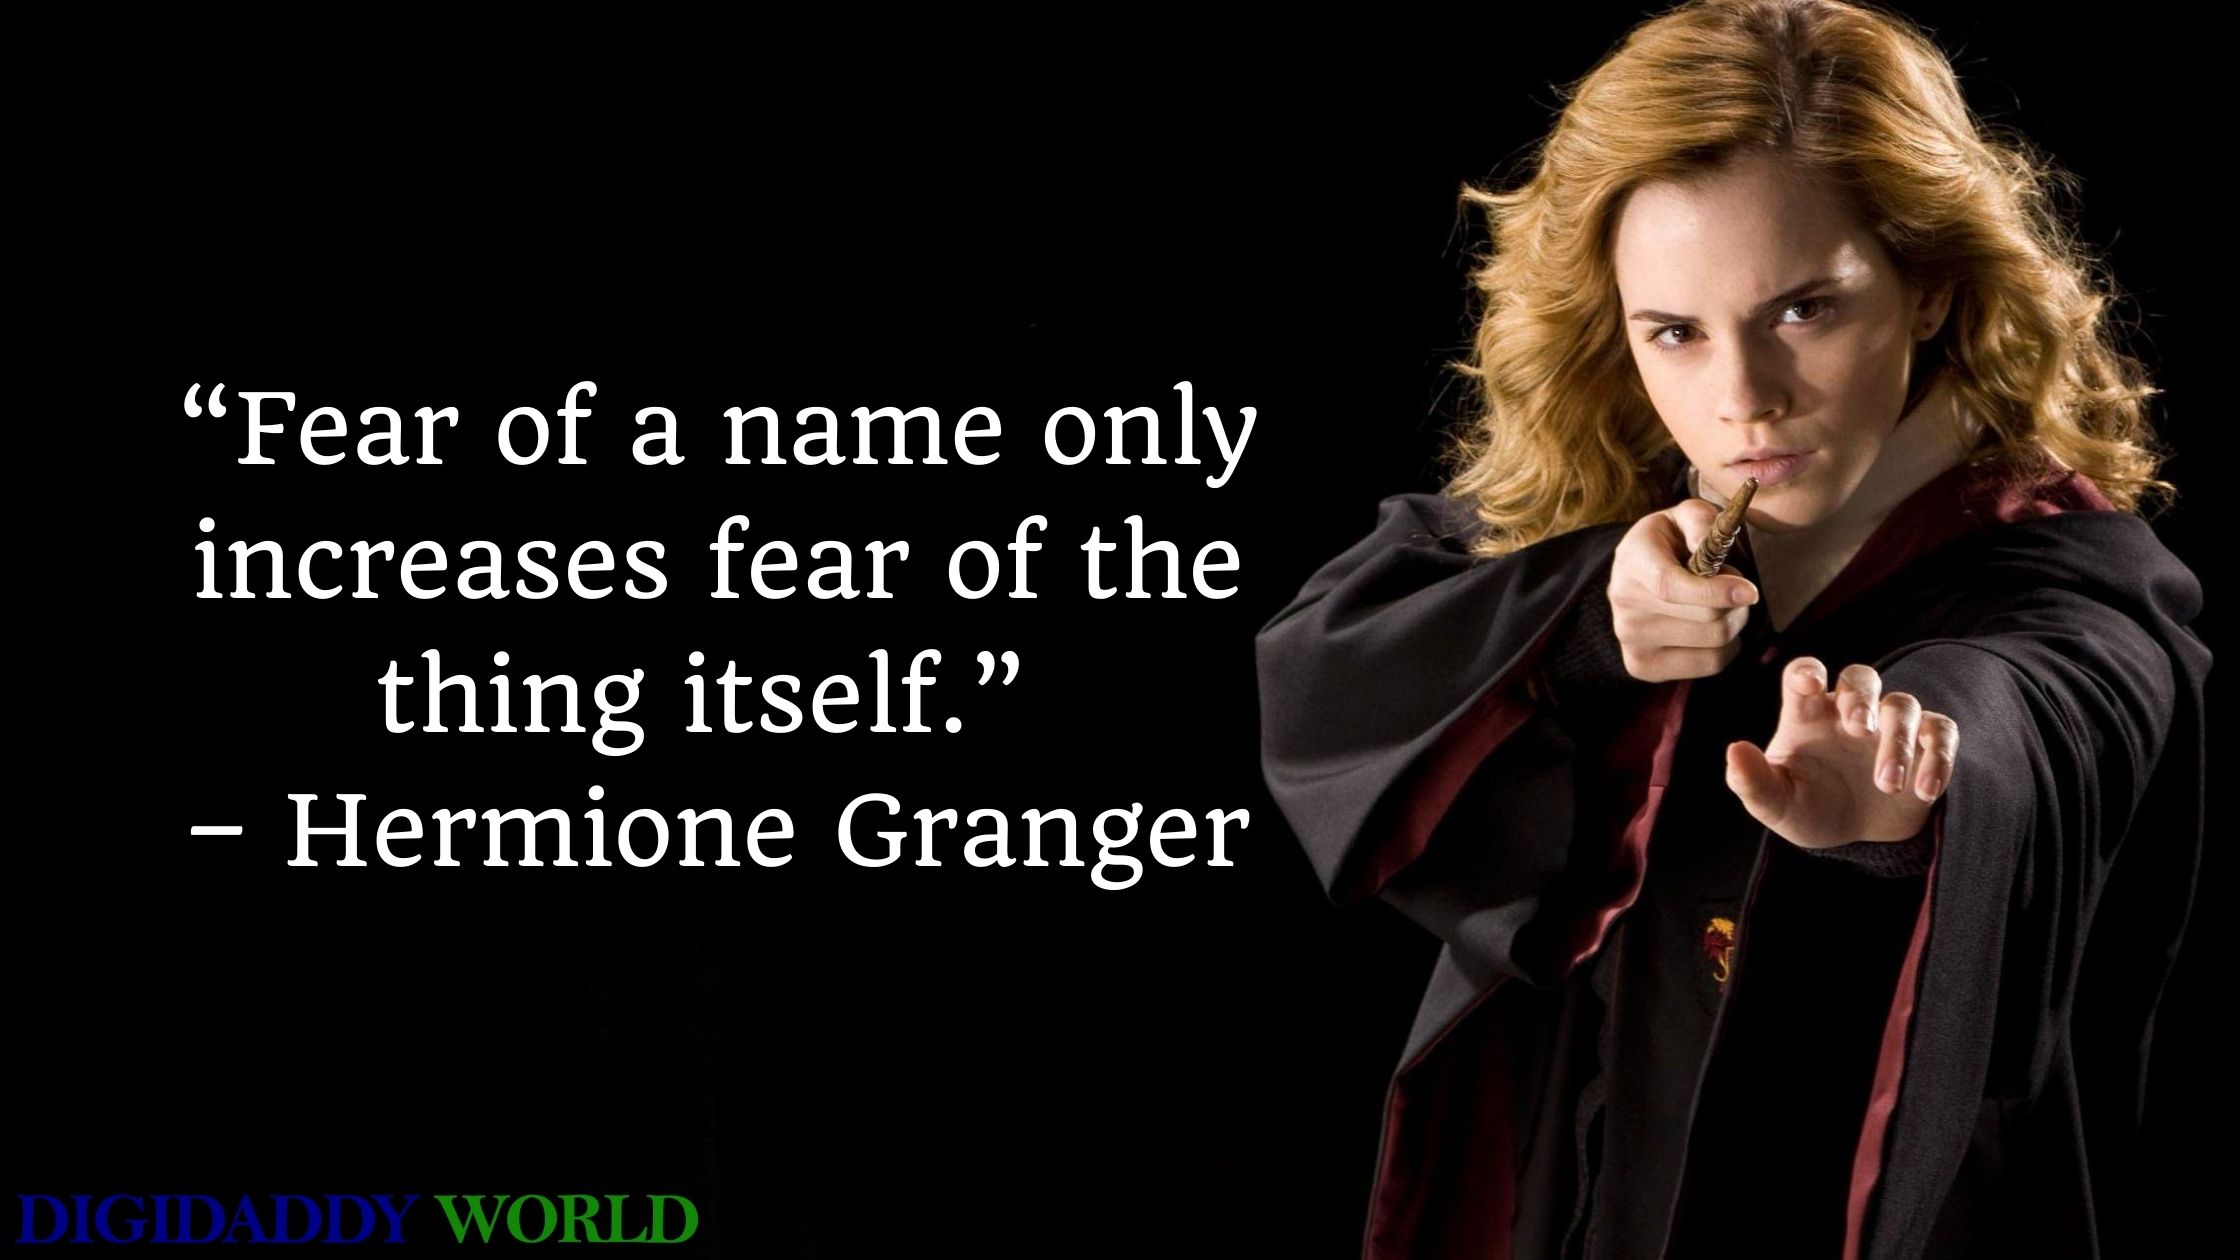 “Fear of a name only
increases fear of the
thing itself.”
– Hermione Granger
DIGIDADDY WORLD